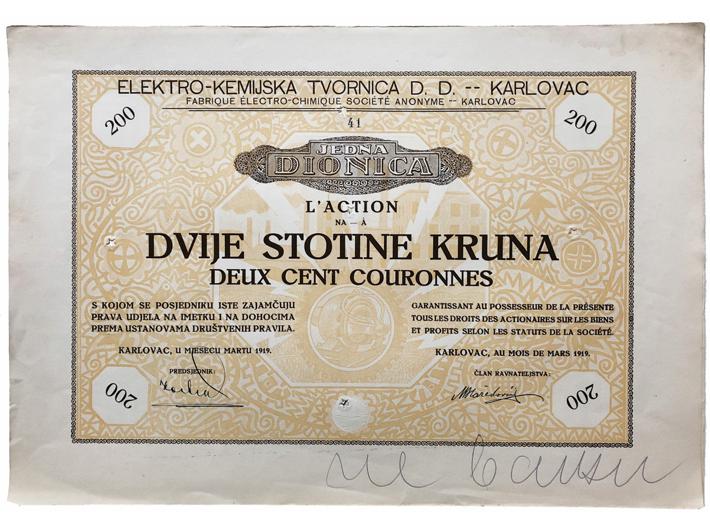 ELEKTRO-KEMIJSKA TVORNICA D. D. -- KARLOVAC
FABRIQUE ÉLECTRO-CHIMIQUE SOCIÉTÉ ANONYME -- KARLOVAC
200
200
41
JEDNA
DIONICA
L'ACTION
NA — À
DVIJE STOTINE KRUNA
DEUX CENT COURONNES
S KOJOM SE POSJEDNIKU ISTE ZAJAMČUJU
PRAVA UDJELA NA IMETKU I NA DOHOCIMA
PREMA USTANOVAMA DRUŠTVENIH PRAVILA.
KARLOVAC, U MJESECU MARTU 1919.
PREDSJEDNIK:
GARANTISSANT AU POSSESSEUR DE LA PRÉSENTE
TOUS LES DROITS DES ACTIONAIRES SUR LES BIENS
ET PROFITS SELON LES STATUTS DE LA SOCIÉTÉ.
KARLOVAC, AU MOIS DE MARS 1919.
ČLAN RAVNATELJSTVA:
200
200